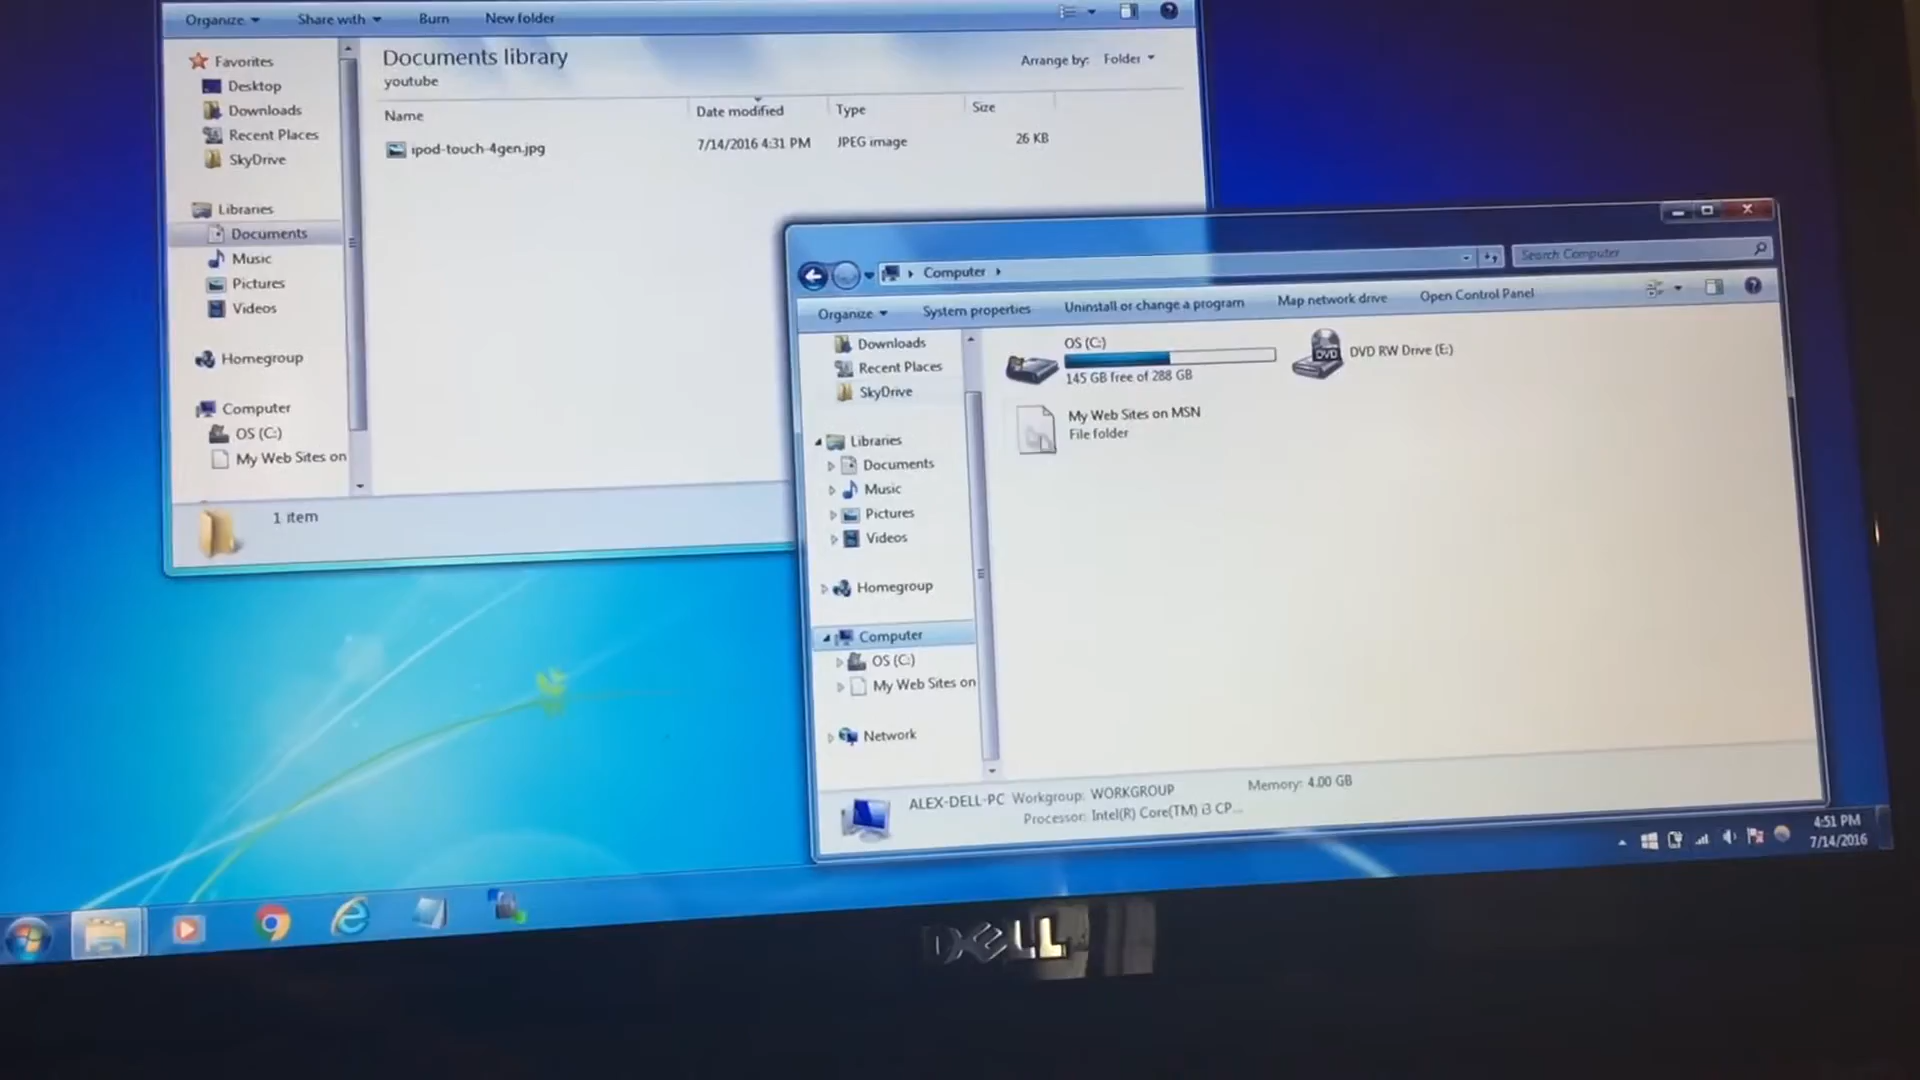 Organize Share with Burn New folder
Favorites
Desktop
Downloads
Recent Places
SkyDrive
Libraries
Documents
Music
Pictures
Videos
Homegroup
Computer
OS (C:)
My Web Sites on
Documents library
youtube
Arrange by: Folder
Name Date modified Type Size
ipod-touch-4gen.jpg 7/14/2016 4:31 PM JPEG image 26 KB
1 item
Computer
Search Computer
Organize System properties Uninstall or change a program Map network drive Open Control Panel
Downloads
Recent Places
SkyDrive
Libraries
Documents
Music
Pictures
Videos
Homegroup
Computer
OS (C:)
My Web Sites on
Network
OS (C:)
145 GB free of 288 GB
DVD
DVD RW Drive (E:)
My Web Sites on MSN
File folder
ALEX-DELL-PC Workgroup: WORKGROUP Memory: 4.00 GB
Processor: Intel(R) Core(TM) i3 CP...
4:51 PM
7/14/2016
DELL